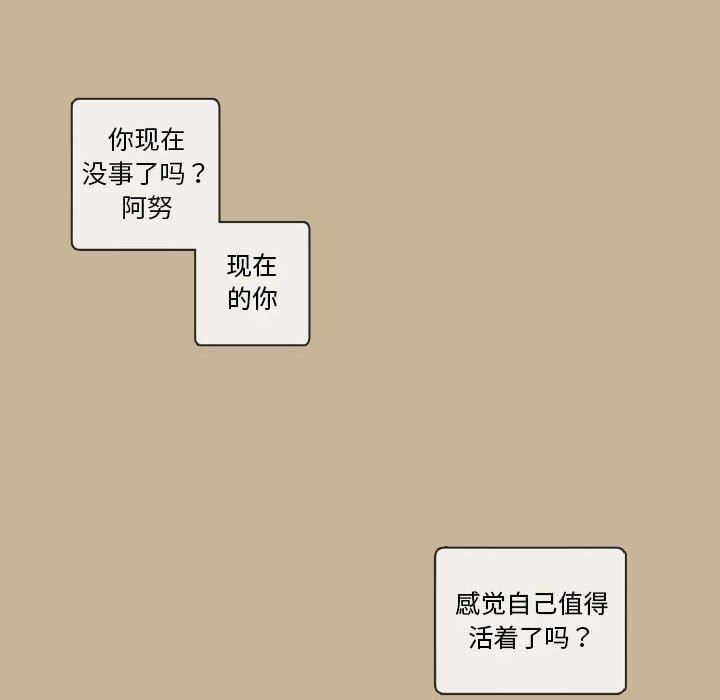 你现在
没事了吗？
阿努
现在
的你
感觉自己值得
活着了吗？